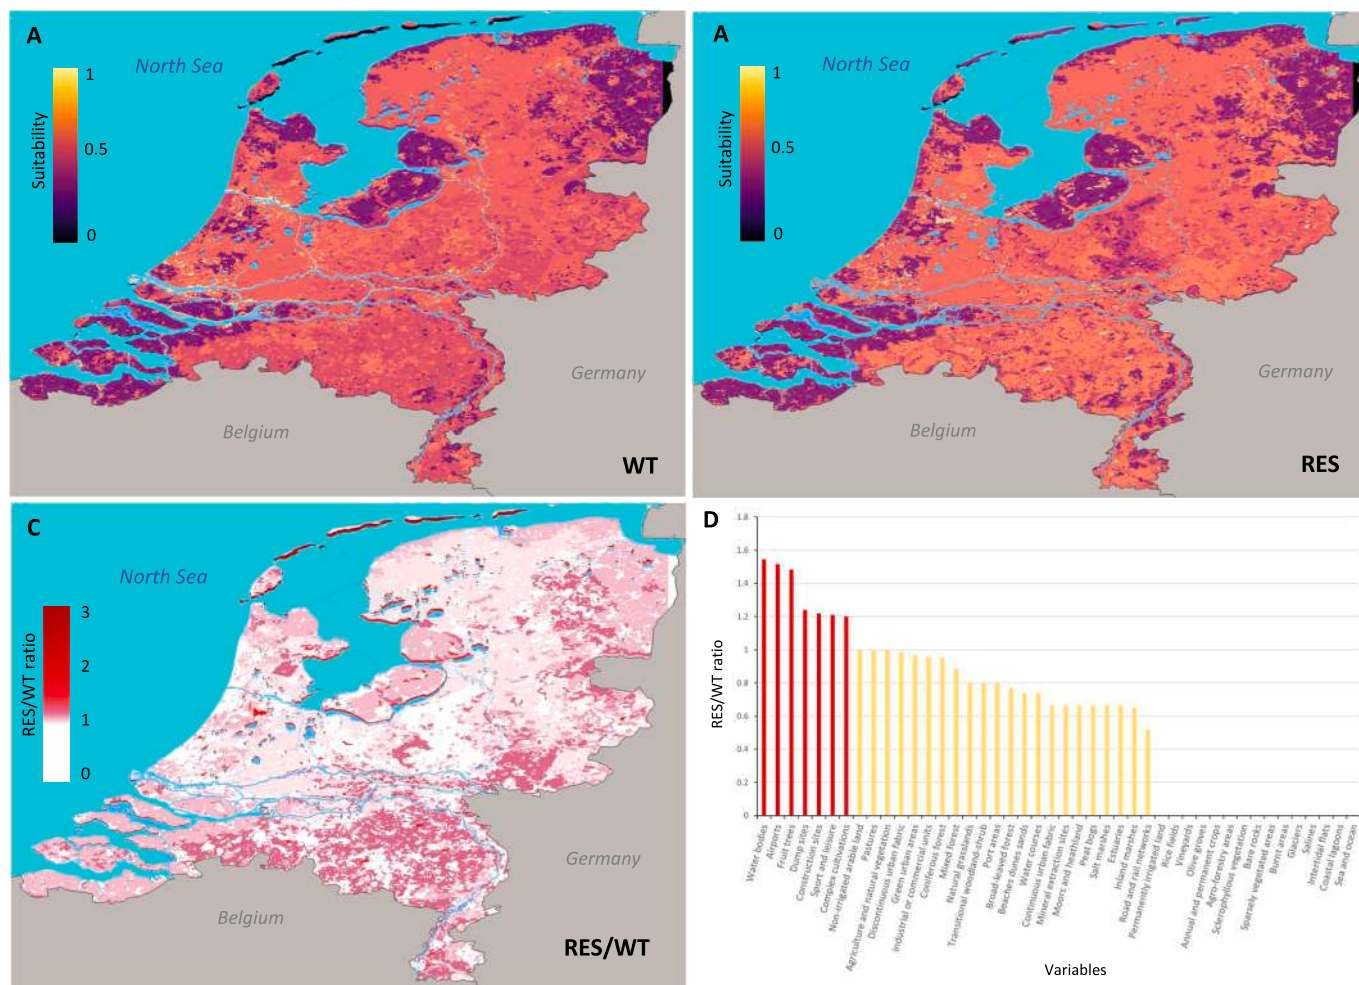 A
North Sea
1
0.5
0
Suitability
Germany
Belgium
WT
A
North Sea
1
0.5
0
Suitability
Germany
Belgium
RES
C
North Sea
3
2
1
0
RES/WT ratio
Germany
Belgium
RES/WT
D
1.8
1.6
1.4
1.2
1
0.8
0.6
0.4
0.2
0
RES/WT ratio
Water bodies
Airports
Fruit trees
Dump sites
Construction sites
Sport and leisure
Complex cultivations
Non-irrigated arable land
Pastures
Agriculture and natural vegetation
Discontinuous urban fabric
Green urban areas
Industrial or commercial units
Coniferous forest
Mixed forest
Natural grasslands
Transitional woodland shrub
Port areas
Broad-leaved forest
Beaches dunes sands
Water courses
Continuous urban fabric
Mineral extraction sites
Moors and heathland
Peat bogs
Salt marshes
Estuaries
Inland marshes
Road and rail networks
Permanently irrigated land
Rice fields
Vineyards
Olive groves
Annual and permanent crops
Agro-forestry areas
Sclerophyllous vegetation
Bare rocks
Sparsely vegetated areas
Burnt areas
Glaciers
Salines
Intertidal flats
Coastal lagoons
Sea and ocean
Variables